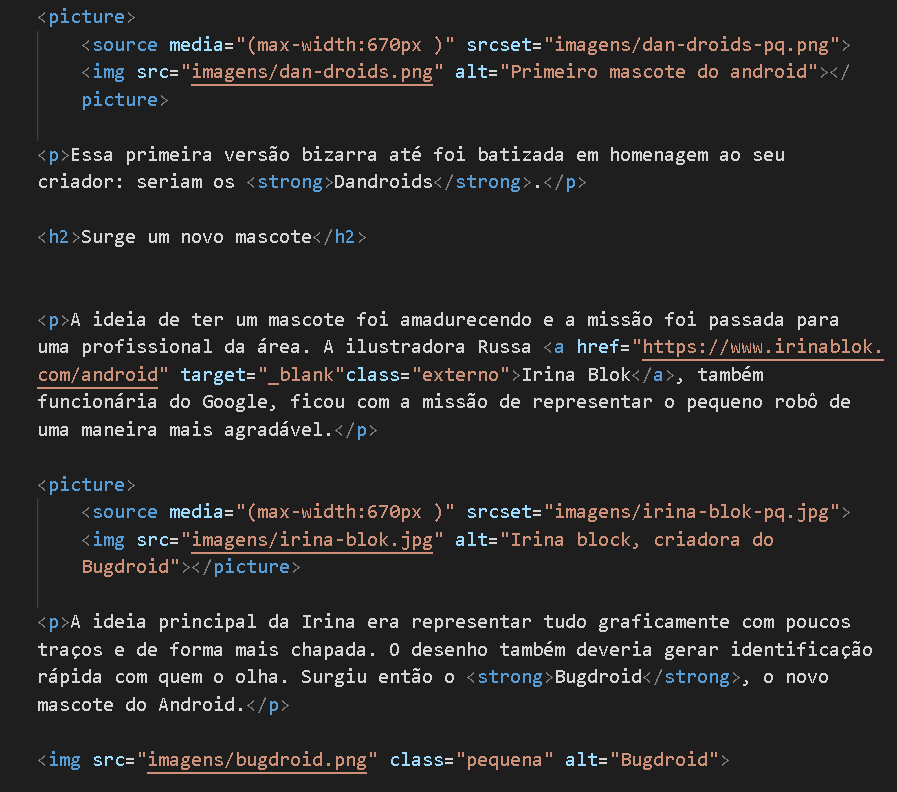 <picture>
<source media="(max-width:670px )" srcset="imagens/dan-droids-pq.png">
<img src="imagens/dan-droids.png" alt="Primeiro mascote do android"></
picture>
<p>Essa primeira versão bizarra até foi batizada em homenagem ao seu
criador: seriam os <strong>Dandroids</strong>.</p>
<h2>Surge um novo mascote</h2>
<p>A ideia de ter um mascote foi amadurecendo e a missão foi passada para
uma profissional da área. A ilustradora Russa <a href="https://www.irinablok.
com/android" target="_blank"class="externo">Irina Blok</a>, também
funcionária do Google, ficou com a missão de representar o pequeno robô de
uma maneira mais agradável.</p>
<picture>
<source media="(max-width:670px )" srcset="imagens/irina-blok-pq.jpg">
<img src="imagens/irina-blok.jpg" alt="Irina block, criadora do
Bugdroid"></picture>
<p>A ideia principal da Irina era representar tudo graficamente com poucos
traços e de forma mais chapada. O desenho também deveria gerar identificação
rápida com quem o olha. Surgiu então o <strong>Bugdroid</strong>, o novo
mascote do Android.</p>
<img src="imagens/bugdroid.png" class="pequena" alt="Bugdroid">